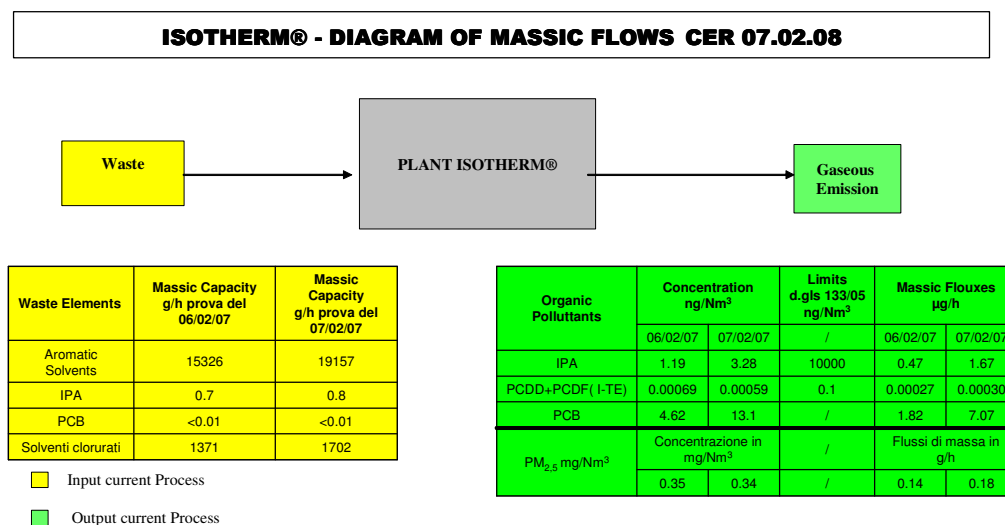 ISOTHERM® - DIAGRAM OF MASSIC FLOWS CER 07.02.08
Waste
PLANT ISOTHERM®
Gaseous
Emission
Waste Elements
Massic Capacity
g/h prova del
06/02/07
Massic
Capacity
g/h prova del
07/02/07
Aromatic
Solvents
15326
19157
IPA
0.7
0.8
PCB
<0.01
<0.01
Solventi clorurati
1371
1702
Input current Process
Output current Process
Organic
Polluttants
Concentration
ng/Nm³
Limits
d.gls 133/05
ng/Nm³
Massic Flouxes
µg/h
06/02/07
07/02/07
/
06/02/07
07/02/07
IPA
1.19
3.28
10000
0.47
1.67
PCDD+PCDF( I-TE)
0.00069
0.00059
0.1
0.00027
0.00030
PCB
4.62
13.1
/
1.82
7.07
PM2,5 mg/Nm³
Concentrazione in
mg/Nm³
/
Flussi di massa in
g/h
0.35
0.34
/
0.14
0.18